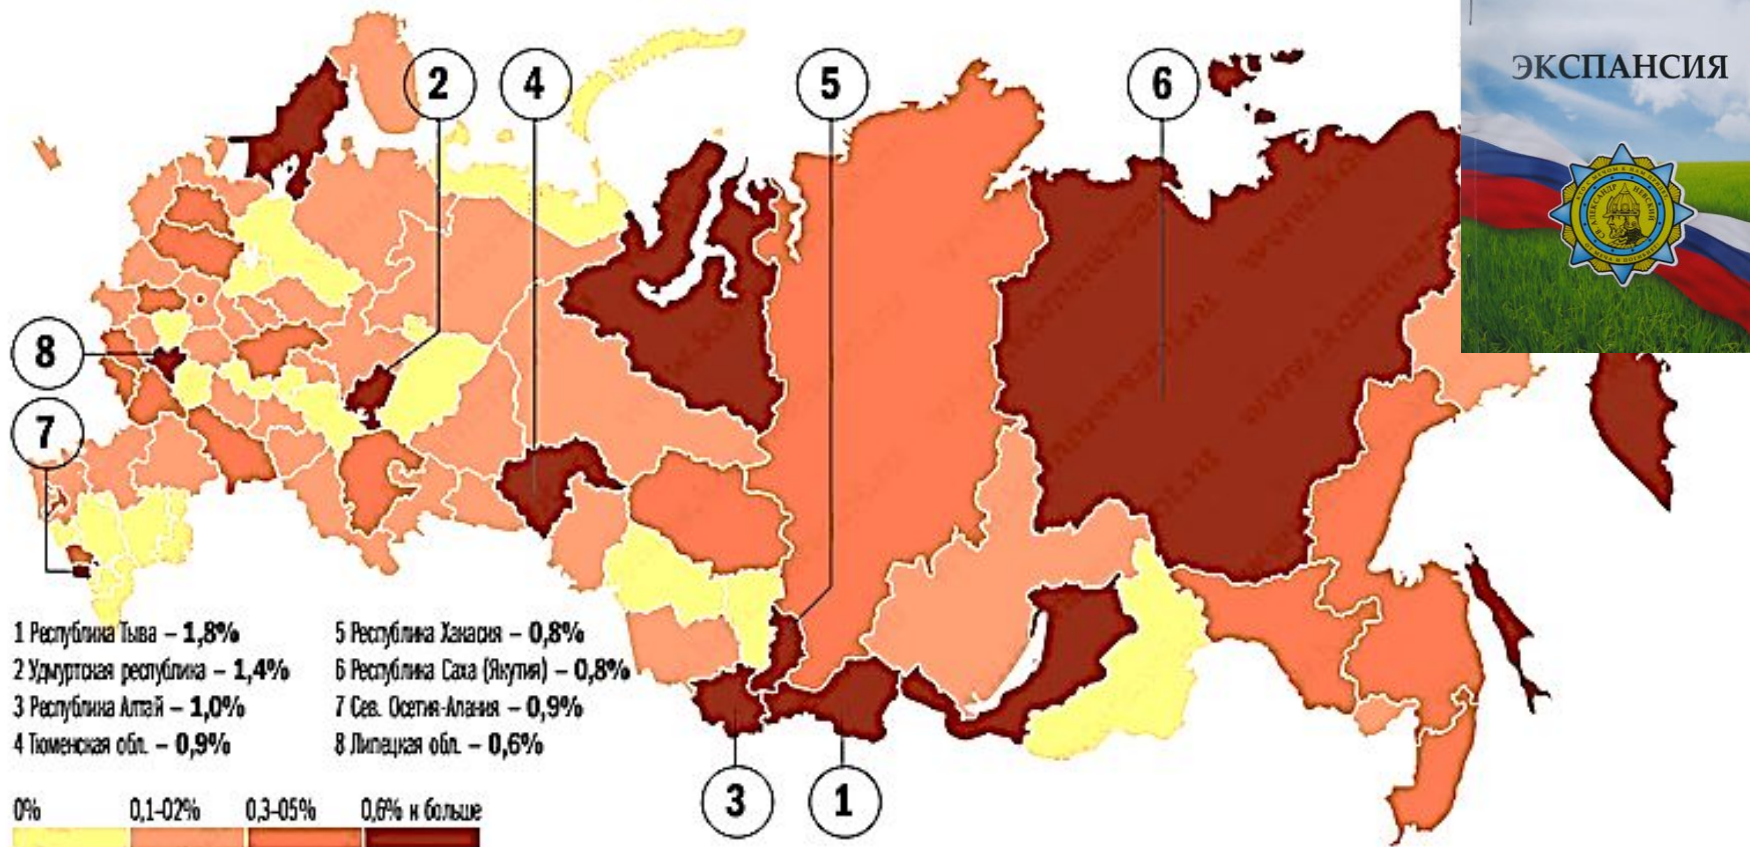 2
4
5
6
ЭКСПАНСИЯ
СВ. АЛЕКСАНДР НЕВСКИЙ
8
7
1 Республика Тыва – 1,8%
2 Удмуртская республика – 1,4%
3 Республика Алтай – 1,0%
4 Тюменская обл. – 0,9%
5 Республика Хакасия – 0,8%
6 Республика Саха (Якутия) – 0,8%
7 Сев. Осетия-Алания – 0,9%
8 Липецкая обл. – 0,6%
3
1
0%
0,1–02%
0,3–05%
0,6% и больше